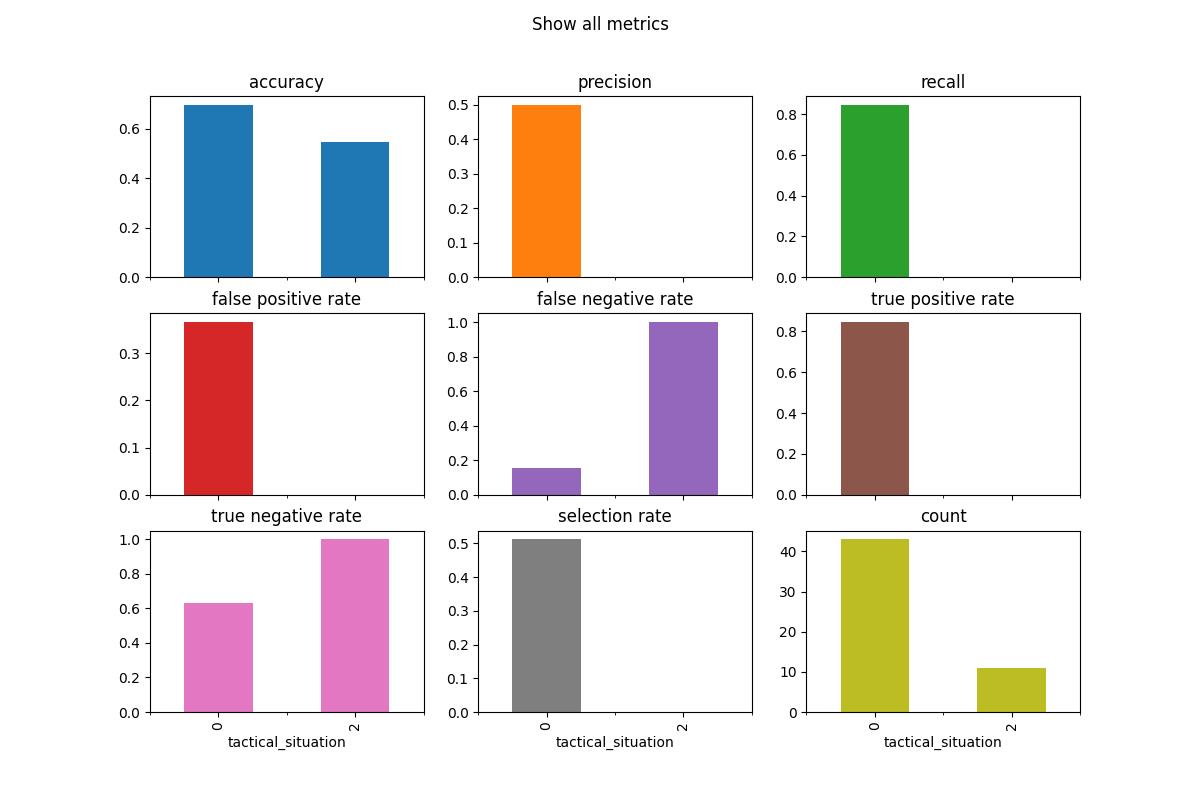 Show all metrics
accuracy precision recall
0.6 0.4 0.2 0.0
0.5 0.4 0.3 0.2 0.1 0.0
0.8 0.6 0.4 0.2 0.0
false positive rate false negative rate true positive rate
0.3 0.2 0.1 0.0
1.0 0.8 0.6 0.4 0.2 0.0
0.8 0.6 0.4 0.2 0.0
true negative rate selection rate count
1.0 0.8 0.6 0.4 0.2 0.0
0.5 0.4 0.3 0.2 0.1 0.0
40 30 20 10 0
0 2 0 2 0 2
tactical_situation tactical_situation tactical_situation